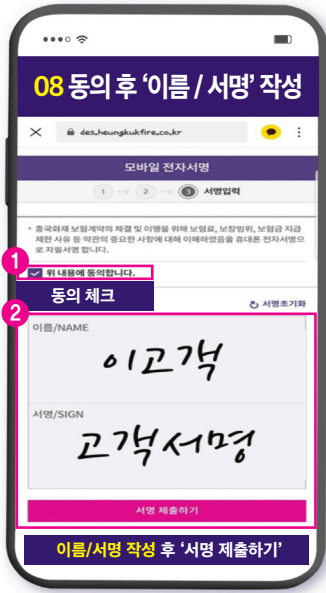 08 동의 후 '이름 / 서명' 작성
des.heungkukfire.co.kr
모바일 전자서명
1 2 3 서명입력
* 흥국화재 보험계약의 체결 및 이행을 위해 보험료, 보장범위, 보험금 지급
제한 사유 등 약관의 중요한 사항에 대해 이해하였음을 휴대폰 전자서명으
로 자필서명 합니다.
1
위 내용에 동의합니다.
동의 체크
2
서명초기화
이름/NAME
이고객
서명/SIGN
고객서명
서명 제출하기
이름/서명 작성 후 '서명 제출하기'